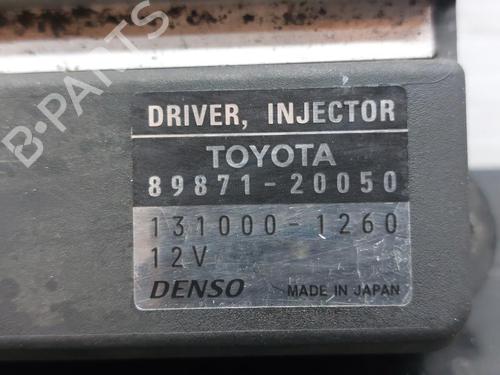 B-PARTS
DRIVER, INJECTOR
TOYOTA
89871-20050
131000-1260
12V
DENSO MADE IN JAPAN